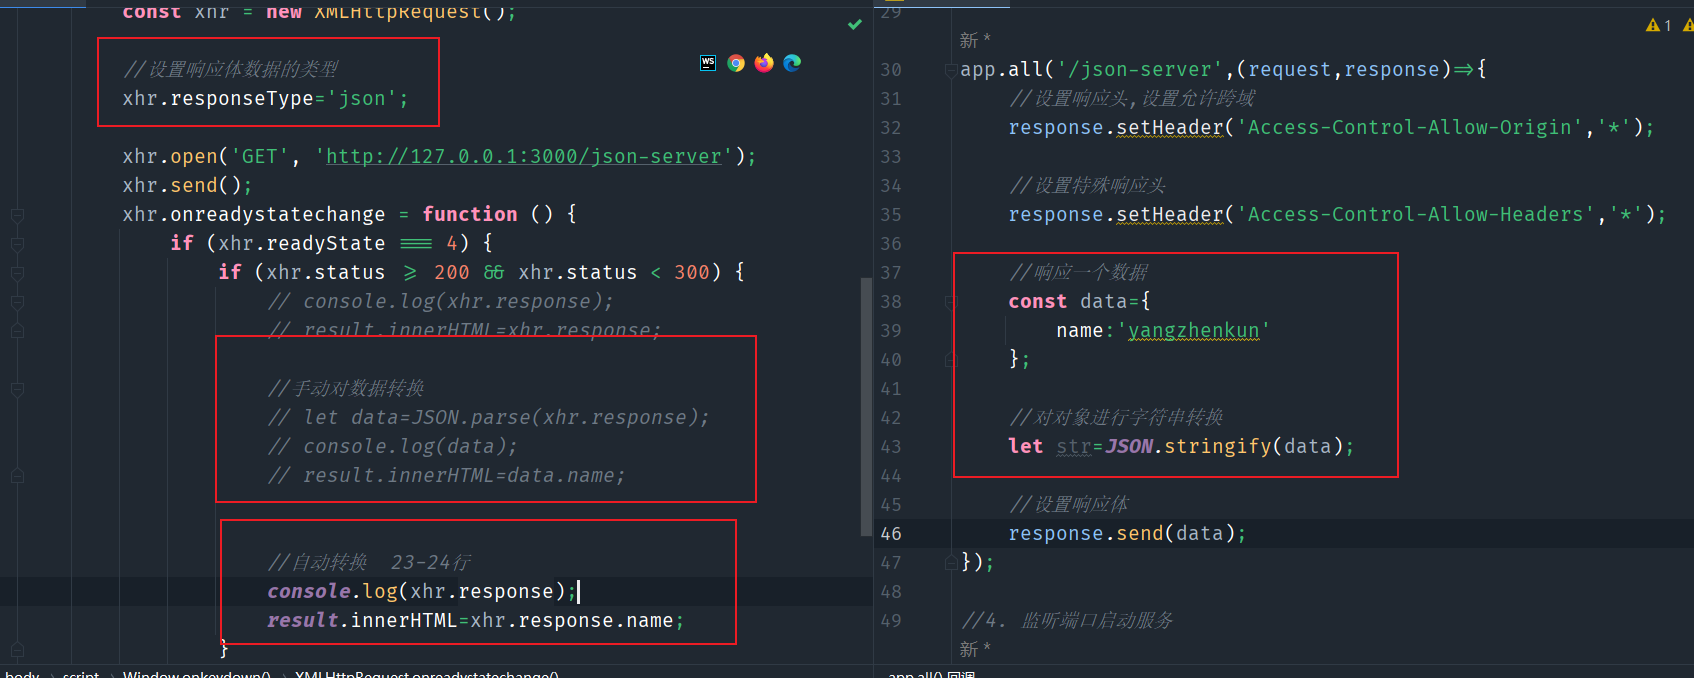 const xhr = new XMLHttpRequest();
//设置响应体数据的类型
xhr.responseType='json';
xhr.open('GET', 'http://127.0.0.1:3000/json-server');
xhr.send();
xhr.onreadystatechange = function () {
if (xhr.readyState === 4) {
if (xhr.status >= 200 && xhr.status < 300) {
// console.log(xhr.response);
// result.innerHTML=xhr.response;
//手动对数据转换
// let data=JSON.parse(xhr.response);
// console.log(data);
// result.innerHTML=data.name;
//自动转换  23-24行
console.log(xhr.response);
result.innerHTML=xhr.response.name;
}
body › script › Window.onkeydown() › XMLHttpRequest.onreadystatechange()
WS
1
29
新 *
30 app.all('/json-server',(request,response)=>{
31 //设置响应头,设置允许跨域
32 response.setHeader('Access-Control-Allow-Origin','*');
33
34 //设置特殊响应头
35 response.setHeader('Access-Control-Allow-Headers','*');
36
37 //响应一个数据
38 const data={
39 name:'yangzhenkun'
40 };
41
42 //对对象进行字符串转换
43 let str=JSON.stringify(data);
44
45 //设置响应体
46 response.send(data);
47 });
48
49 //4. 监听端口启动服务
新 *
app.all() 回调